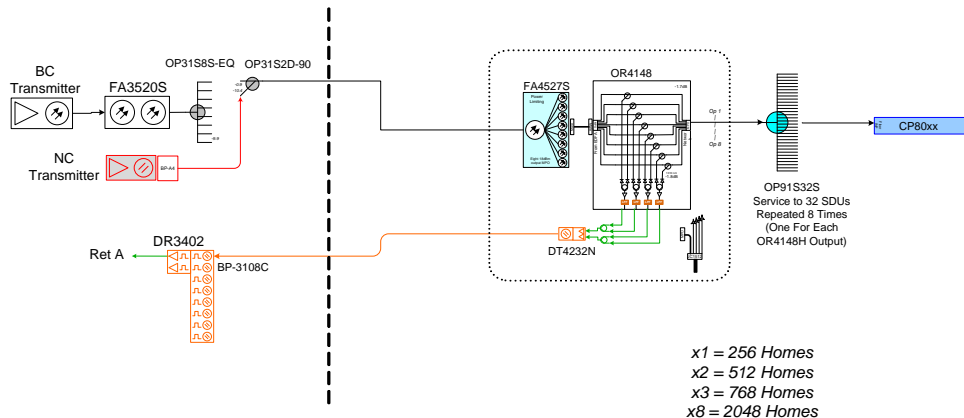 OP31S8S-EQ
OP31S2D-90
BC
Transmitter
FA3520S
NC
Transmitter
BP-A4
FA4527S
Power
Limiting
OR4148
-1.7dB
Op 1
Op 8
CP80xx
OP91S32S
Service to 32 SDUs
Repeated 8 Times
(One For Each
OR4148H Output)
DT4232N
DR3402
BP-3108C
Ret A
x1 = 256 Homes
x2 = 512 Homes
x3 = 768 Homes
x8 = 2048 Homes